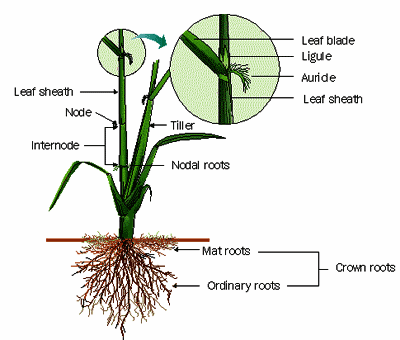 Leaf blade
Ligule
Auricle
Leaf sheath
Leaf sheath
Node
Tiller
Internode
Nodal roots
Mat roots
Crown roots
Ordinary roots